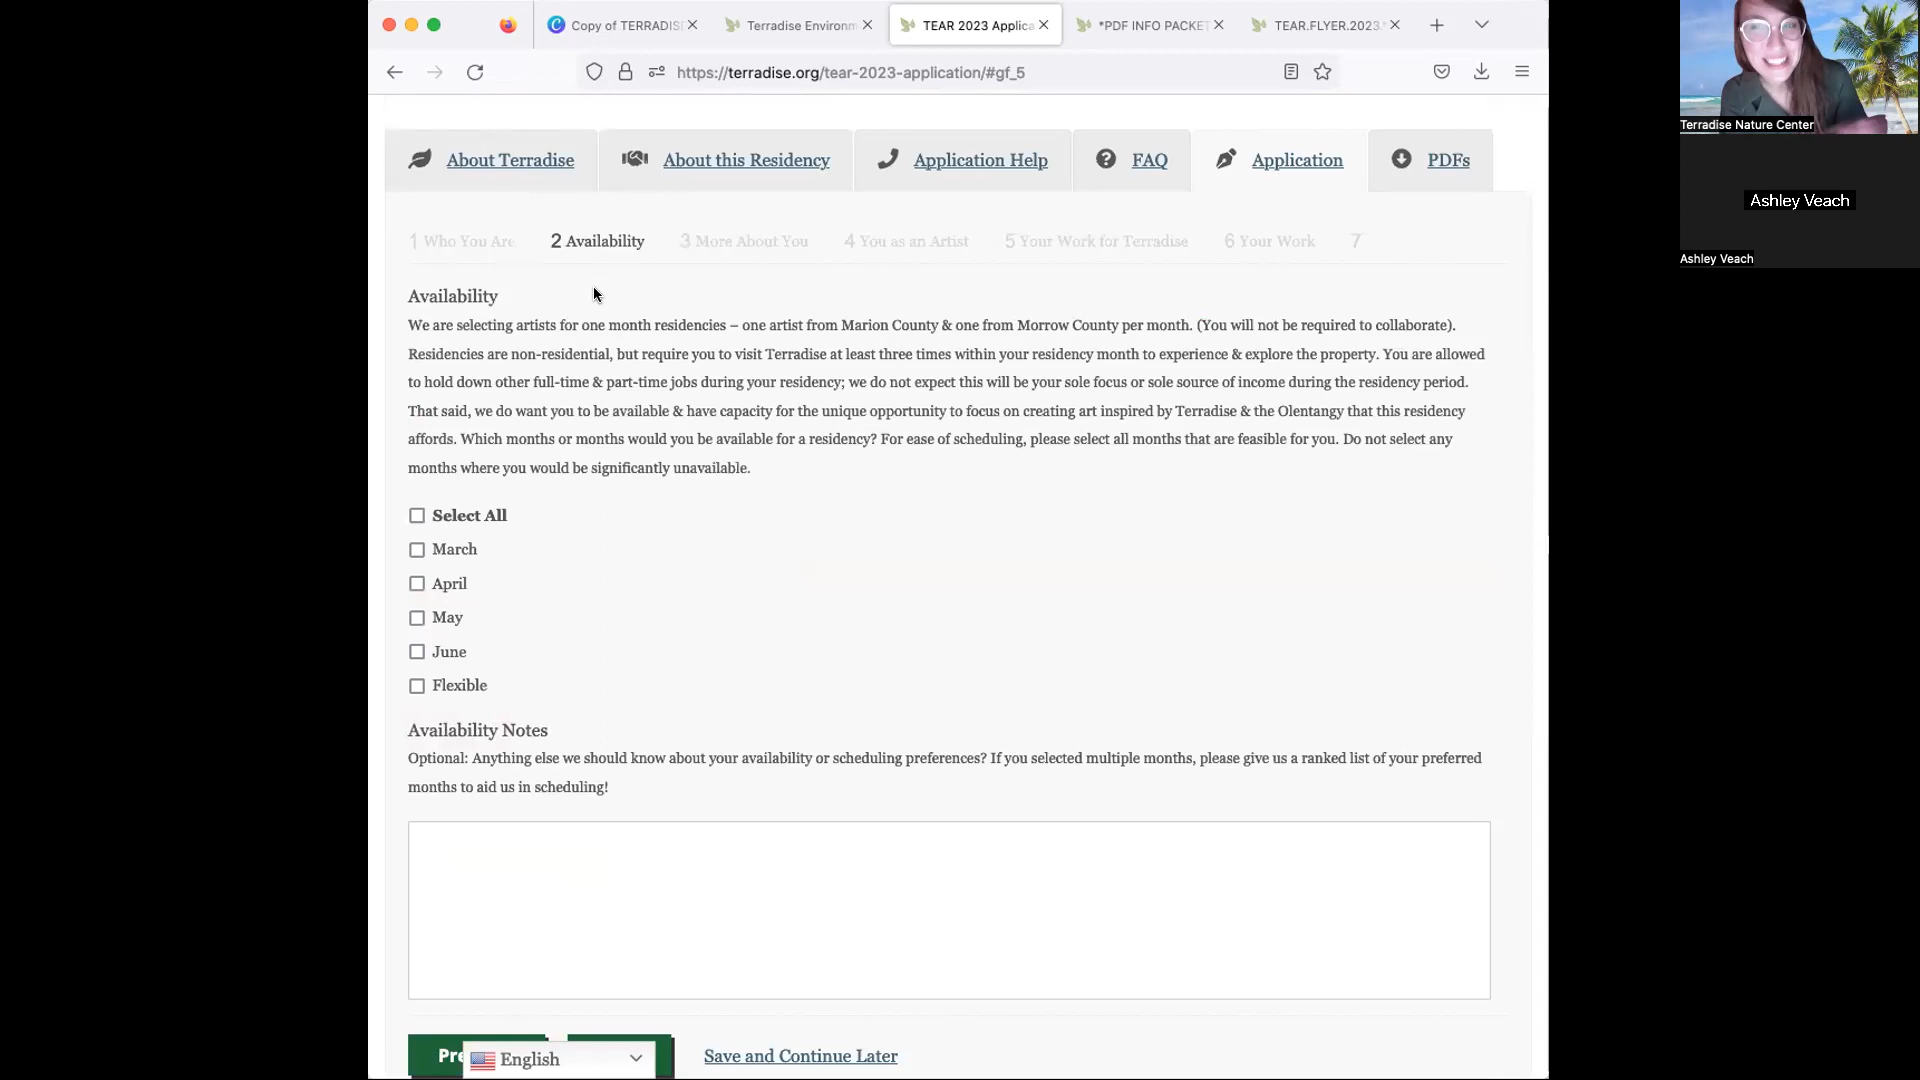 Copy of TERRADIS
Terradise Environm
TEAR 2023 Applica
*PDF INFO PACKET
TEAR.FLYER.2023.
https://terradise.org/tear-2023-application/#gf_5
Terradise Nature Center
Ashley Veach
Ashley Veach
About Terradise
About this Residency
Application Help
FAQ
Application
PDFs
1 Who You Are
2 Availability
3 More About You
4 You as an Artist
5 Your Work for Terradise
6 Your Work
7
Availability
We are selecting artists for one month residencies – one artist from Marion County & one from Morrow County per month. (You will not be required to collaborate).
Residencies are non-residential, but require you to visit Terradise at least three times within your residency month to experience & explore the property. You are allowed
to hold down other full-time & part-time jobs during your residency; we do not expect this will be your sole focus or sole source of income during the residency period.
That said, we do want you to be available & have capacity for the unique opportunity to focus on creating art inspired by Terradise & the Olentangy that this residency
affords. Which months or months would you be available for a residency? For ease of scheduling, please select all months that are feasible for you. Do not select any
months where you would be significantly unavailable.
Select All
March
April
May
June
Flexible
Availability Notes
Optional: Anything else we should know about your availability or scheduling preferences? If you selected multiple months, please give us a ranked list of your preferred
months to aid us in scheduling!
Pre
English
Save and Continue Later